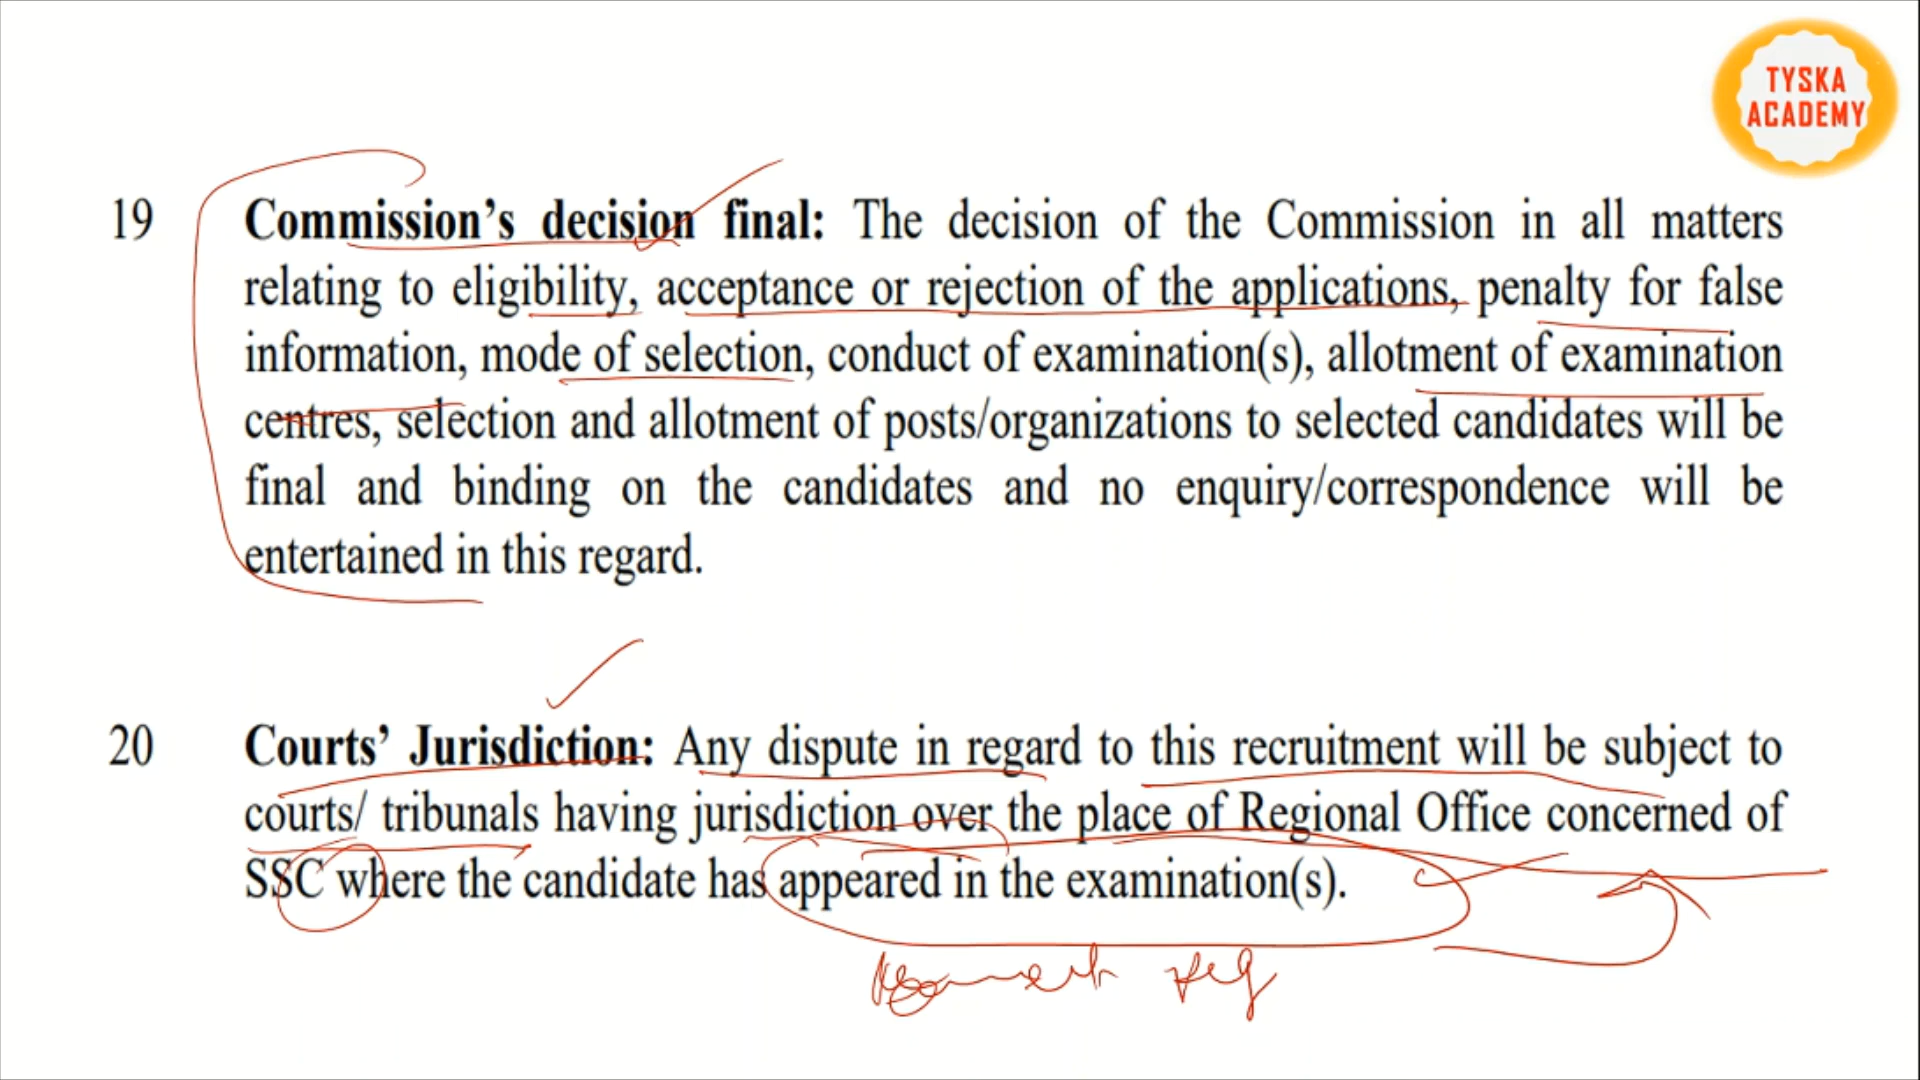 TYSKA
ACADEMY
19 Commission's decision final: The decision of the Commission in all matters
relating to eligibility, acceptance or rejection of the applications, penalty for false
information, mode of selection, conduct of examination(s), allotment of examination
centres, selection and allotment of posts/organizations to selected candidates will be
final and binding on the candidates and no enquiry/correspondence will be
entertained in this regard.
20 Courts' Jurisdiction: Any dispute in regard to this recruitment will be subject to
courts/ tribunals having jurisdiction over the place of Regional Office concerned of
SSC where the candidate has appeared in the examination(s).